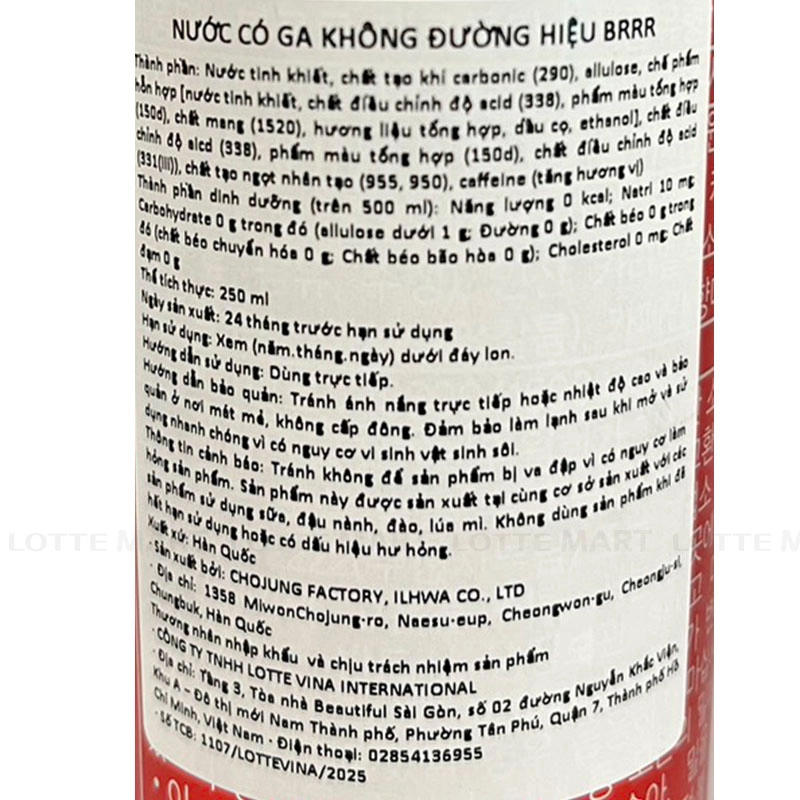 NƯỚC CÓ GA KHÔNG ĐƯỜNG HIỆU BRRR
Thành phần: Nước tinh khiết, chất tạo khí carbonic (290), allulose, chế phẩm
hỗn hợp [nước tinh khiết, chất điều chỉnh độ acid (338), phẩm màu tổng hợp
(150d), chất mang (1520), hương liệu tổng hợp, dầu cọ, ethanol], chất điều
chỉnh độ aicd (338), phẩm màu tổng hợp (150d), chất điều chỉnh độ acid
(331(iii)), chất tạo ngọt nhân tạo (955, 950), caffeine (tăng hương vị)
Thành phần dinh dưỡng (trên 500 ml): Năng lượng 0 kcal; Natri 10 mg
Carbohydrate 0 g trong đó (allulose dưới 1 g; Đường 0 g); Chất béo 0 g trong
đó (chất béo chuyển hóa 0 g; Chất béo bão hòa 0 g); Cholesterol 0 mg; Chất
đạm 0 g
Thể tích thực: 250 ml
Ngày sản xuất: 24 tháng trước hạn sử dụng
Hạn sử dụng: Xem (năm.tháng.ngày) dưới đáy lon.
Hướng dẫn sử dụng: Dùng trực tiếp.
Hướng dẫn bảo quản: Tránh ánh nắng trực tiếp hoặc nhiệt độ cao và bảo
quản ở nơi mát mẻ, không cấp đông. Đảm bảo làm lạnh sau khi mở và sử
dụng nhanh chóng vì có nguy cơ vi sinh vật sinh sôi.
Thông tin cảnh báo: Tránh không để sản phẩm bị va đập vì có nguy cơ làm
hỏng sản phẩm. Sản phẩm này được sản xuất tại cùng cơ sở sản xuất với các
sản phẩm sử dụng sữa, đậu nành, đào, lúa mì. Không dùng sản phẩm khi đã
hết hạn sử dụng hoặc có dấu hiệu hư hỏng.
Xuất xứ: Hàn Quốc
· Sản xuất bởi: CHOJUNG FACTORY, ILHWA CO., LTD
· Địa chỉ: 1358 MiwonChoJung-ro, Naesu-eup, Cheongwon-gu, Cheongju-si,
Chungbuk, Hàn Quốc
Thương nhân nhập khẩu và chịu trách nhiệm sản phẩm
· CÔNG TY TNHH LOTTE VINA INTERNATIONAL
· Địa chỉ: Tầng 3, Tòa nhà Beautiful Sài Gòn, số 02 đường Nguyễn Khắc Viện,
Khu A – Đô thị mới Nam Thành phố, Phường Tân Phú, Quận 7, Thành phố Hồ
Chí Minh, Việt Nam - Điện thoại: 02854136955
· Số TCB: 1107/LOTTEVINA/2025
LOTTE MART LOTTE MART LOTTE MART LOTTE M